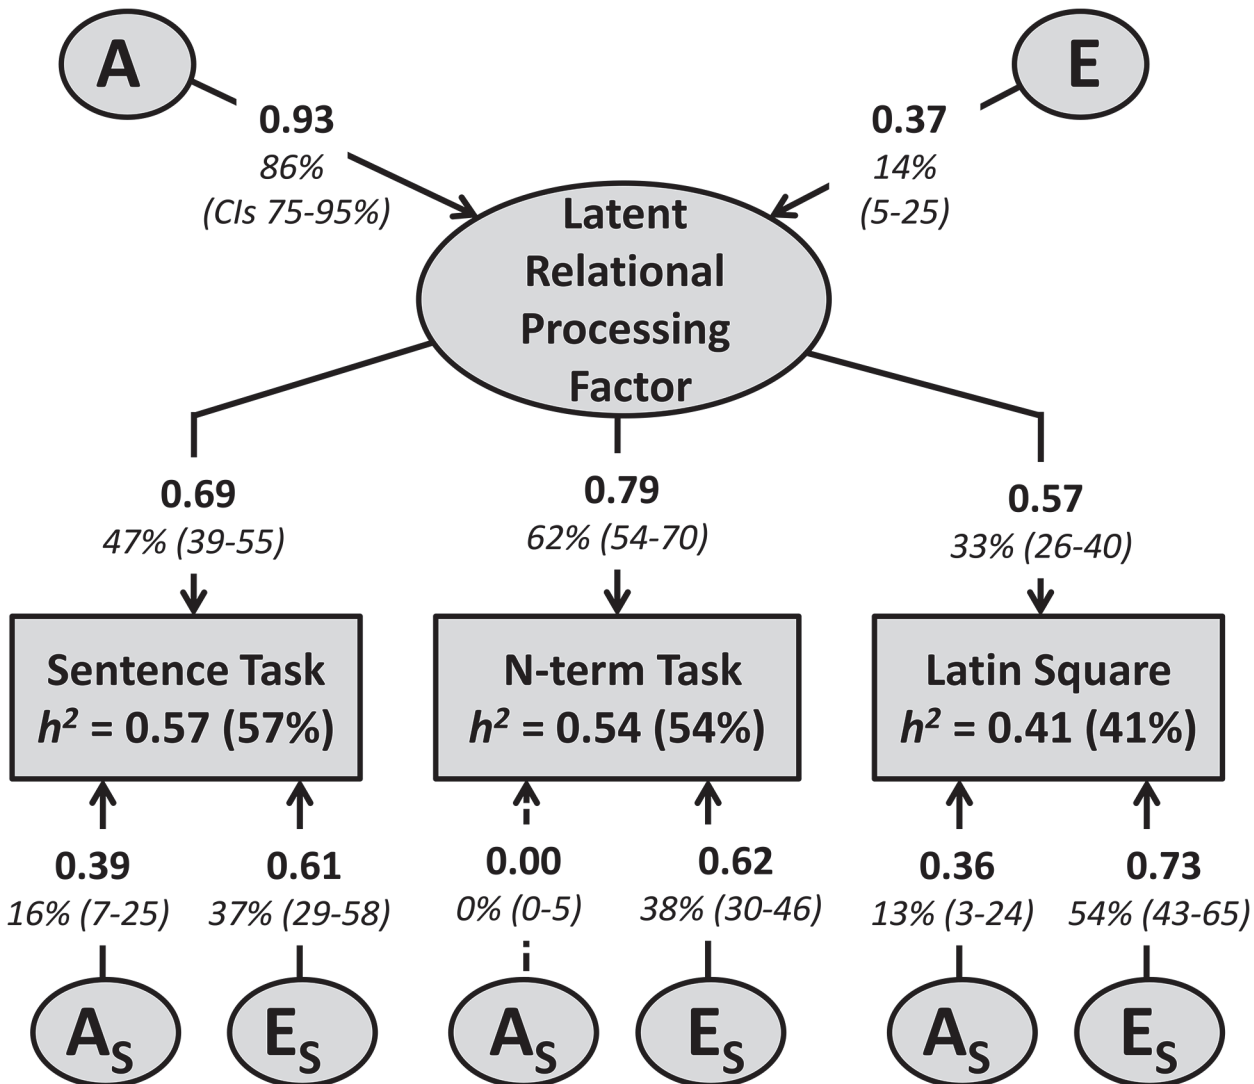 A
E
0.93
86%
(CIs 75-95%)
0.37
14%
(5-25)
Latent
Relational
Processing
Factor
0.69
47% (39-55)
0.79
62% (54-70)
0.57
33% (26-40)
Sentence Task
h² = 0.57 (57%)
N-term Task
h² = 0.54 (54%)
Latin Square
h² = 0.41 (41%)
0.39
16% (7-25)
0.61
37% (29-58)
0.00
0% (0-5)
0.62
38% (30-46)
0.36
13% (3-24)
0.73
54% (43-65)
As
Es
As
Es
As
Es